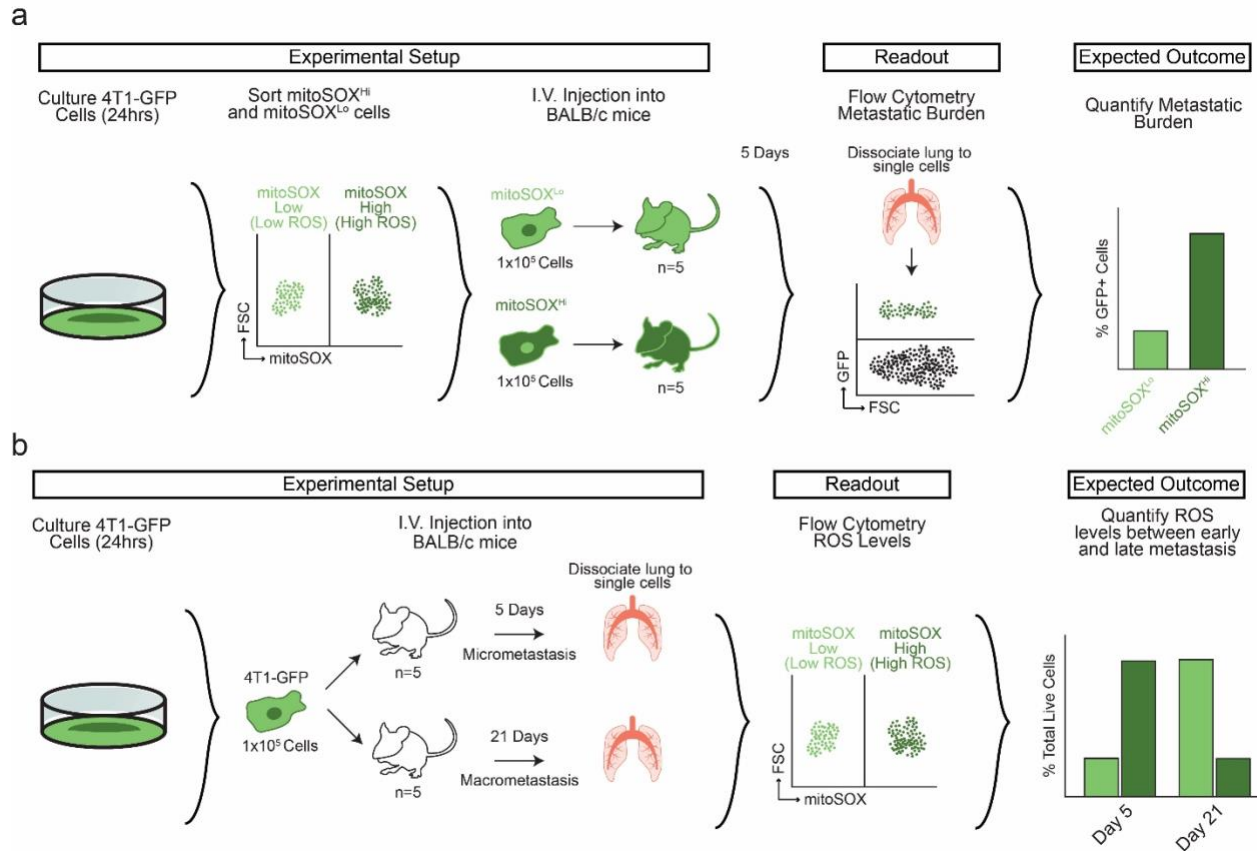 a
Experimental Setup
Readout
Expected Outcome
Culture 4T1-GFP
Cells (24hrs)
Sort mitoSOXHi
and mitoSOXLo cells
I.V. Injection into
BALB/c mice
Flow Cytometry
Metastatic Burden
Quantify Metastatic
Burden
mitoSOX
Low
(Low ROS)
mitoSOX
High
(High ROS)
FSC
mitoSOX
mitoSOXLo
1x10⁵ Cells
n=5
mitoSOXHi
1x10⁵ Cells
n=5
5 Days
Dissociate lung to
single cells
GFP
FSC
% GFP+ Cells
mitoSOXLo
mitoSOXHi
b
Experimental Setup
Readout
Expected Outcome
Culture 4T1-GFP
Cells (24hrs)
I.V. Injection into
BALB/c mice
Flow Cytometry
ROS Levels
Quantify ROS
levels between early
and late metastasis
4T1-GFP
1x10⁵ Cells
n=5
5 Days
Micrometastasis
n=5
21 Days
Macrometastasis
Dissociate lung to
single cells
mitoSOX
Low
(Low ROS)
mitoSOX
High
(High ROS)
FSC
mitoSOX
% Total Live Cells
Day 5
Day 21